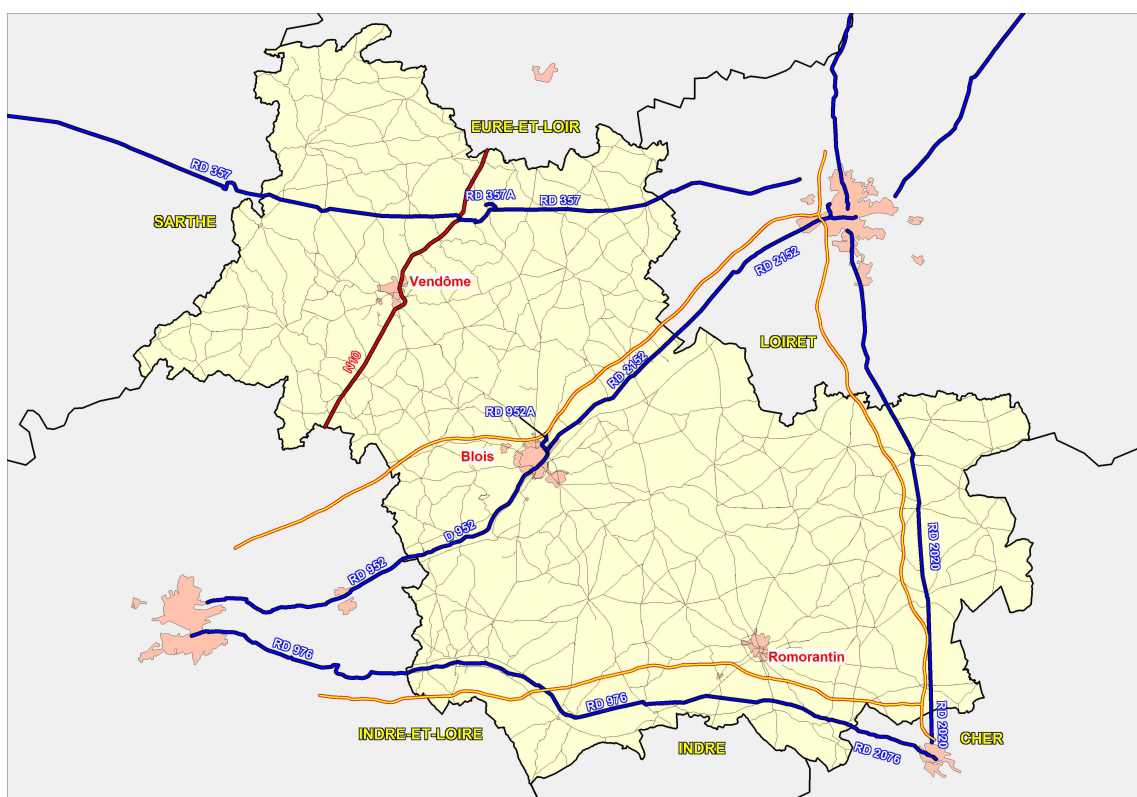 EURE-ET-LOIR
RD 357
RD 357A
RD 357
SARTHE
RD 2152
Vendôme
LOIRET
N10
RD 2152
RD 952A
Blois
D 952
RD 2020
RD 952
RD 976
Romorantin
RD 976
INDRE-ET-LOIRE
INDRE
RD 2020
CHER
RD 2076